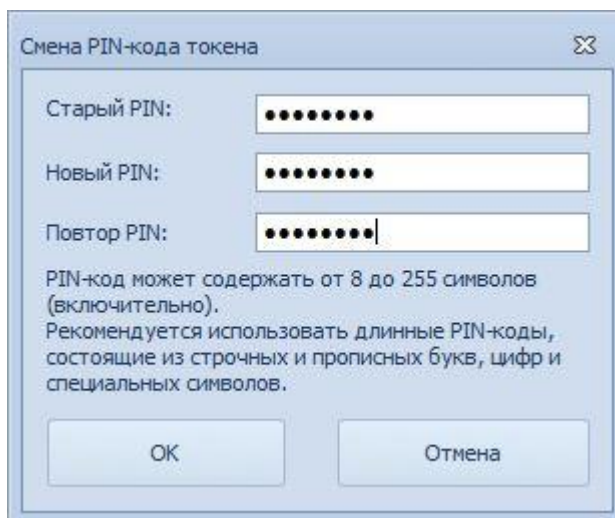 Смена PIN-кода токена
Старый PIN: ●●●●●●●●
Новый PIN: ●●●●●●●●
Повтор PIN: ●●●●●●●●
PIN-код может содержать от 8 до 255 символов
(включительно).
Рекомендуется использовать длинные PIN-коды,
состоящие из строчных и прописных букв, цифр и
специальных символов.
OK Отмена